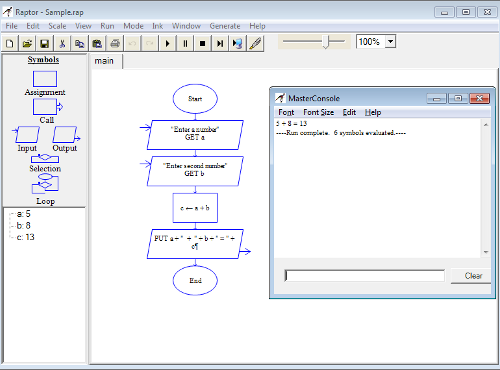 Raptor - Sample.rap
File Edit Scale View Run Mode Ink Window Generate Help
100%
Symbols
Assignment
Call
Input Output
Selection
Loop
a: 5
b: 8
c: 13
main
Start
"Enter a number"
GET a
"Enter second number"
GET b
c ← a + b
PUT a + " + " + b + " = " +
c¶
End
MasterConsole
Font Font Size Edit Help
5 + 8 = 13
----Run complete. 6 symbols evaluated.----
Clear